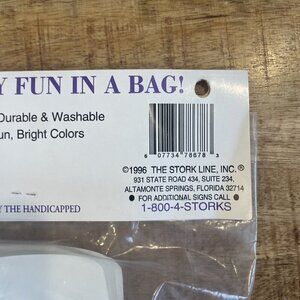 Y FUN IN A BAG!
Durable & Washable
un, Bright Colors
6 07734 78678 3
©1996 THE STORK LINE, INC.®
931 STATE ROAD 434, SUITE 234,
ALTAMONTE SPRINGS, FLORIDA 32714
• FOR ADDITIONAL SIGNS CALL •
1-800-4-STORKS
Y THE HANDICAPPED